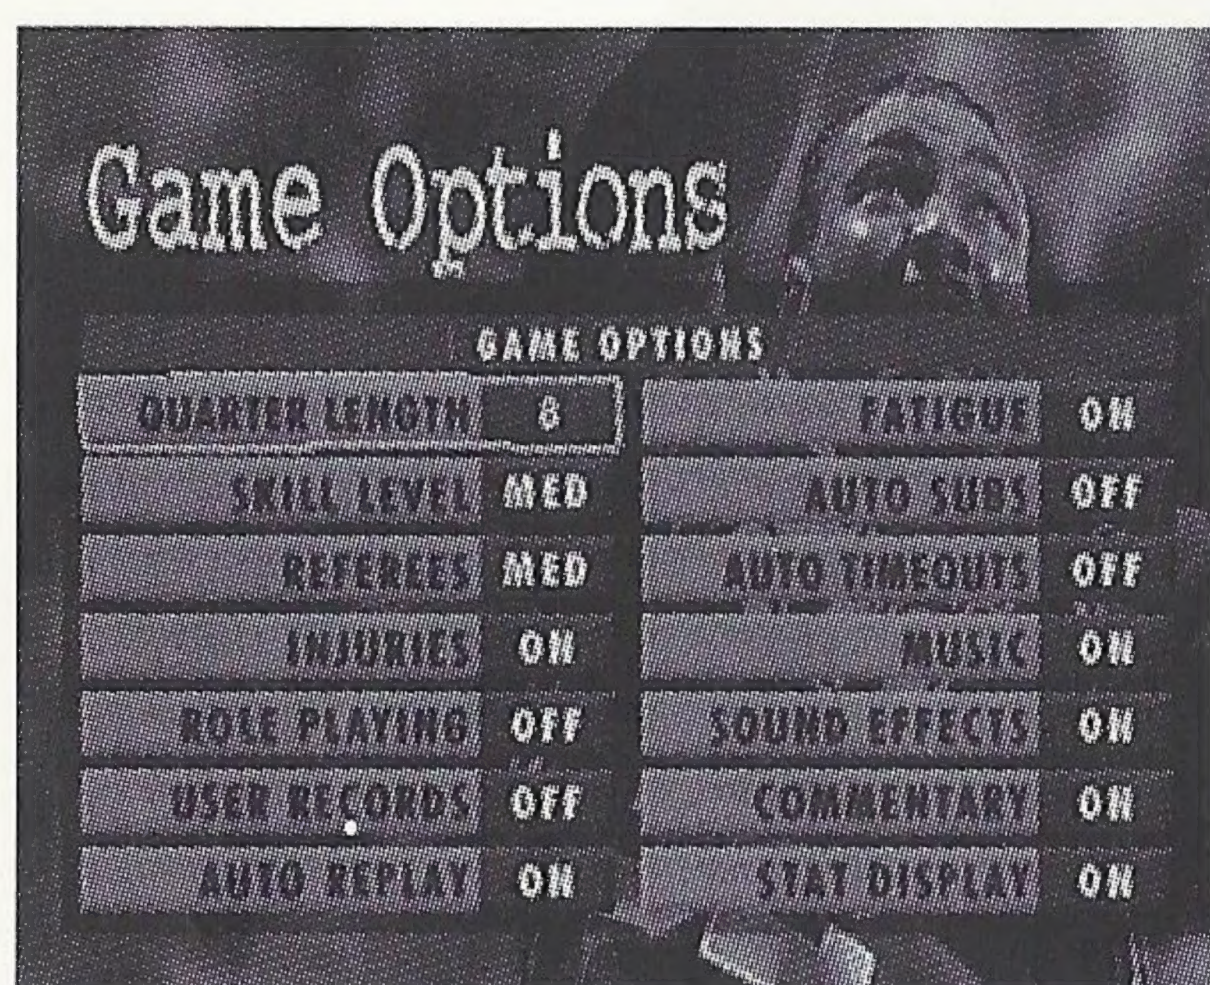 Game Options
GAME OPTIONS
QUARTER LENGTH 8 FATIGUE ON
SKILL LEVEL MED AUTO SUBS OFF
REFEREES MED AUTO TIMEOUTS OFF
INJURIES ON MUSIC ON
ROLE PLAYING OFF SOUND EFFECTS ON
USER RECORDS OFF COMMENTARY ON
AUTO REPLAY ON STAT DISPLAY ON